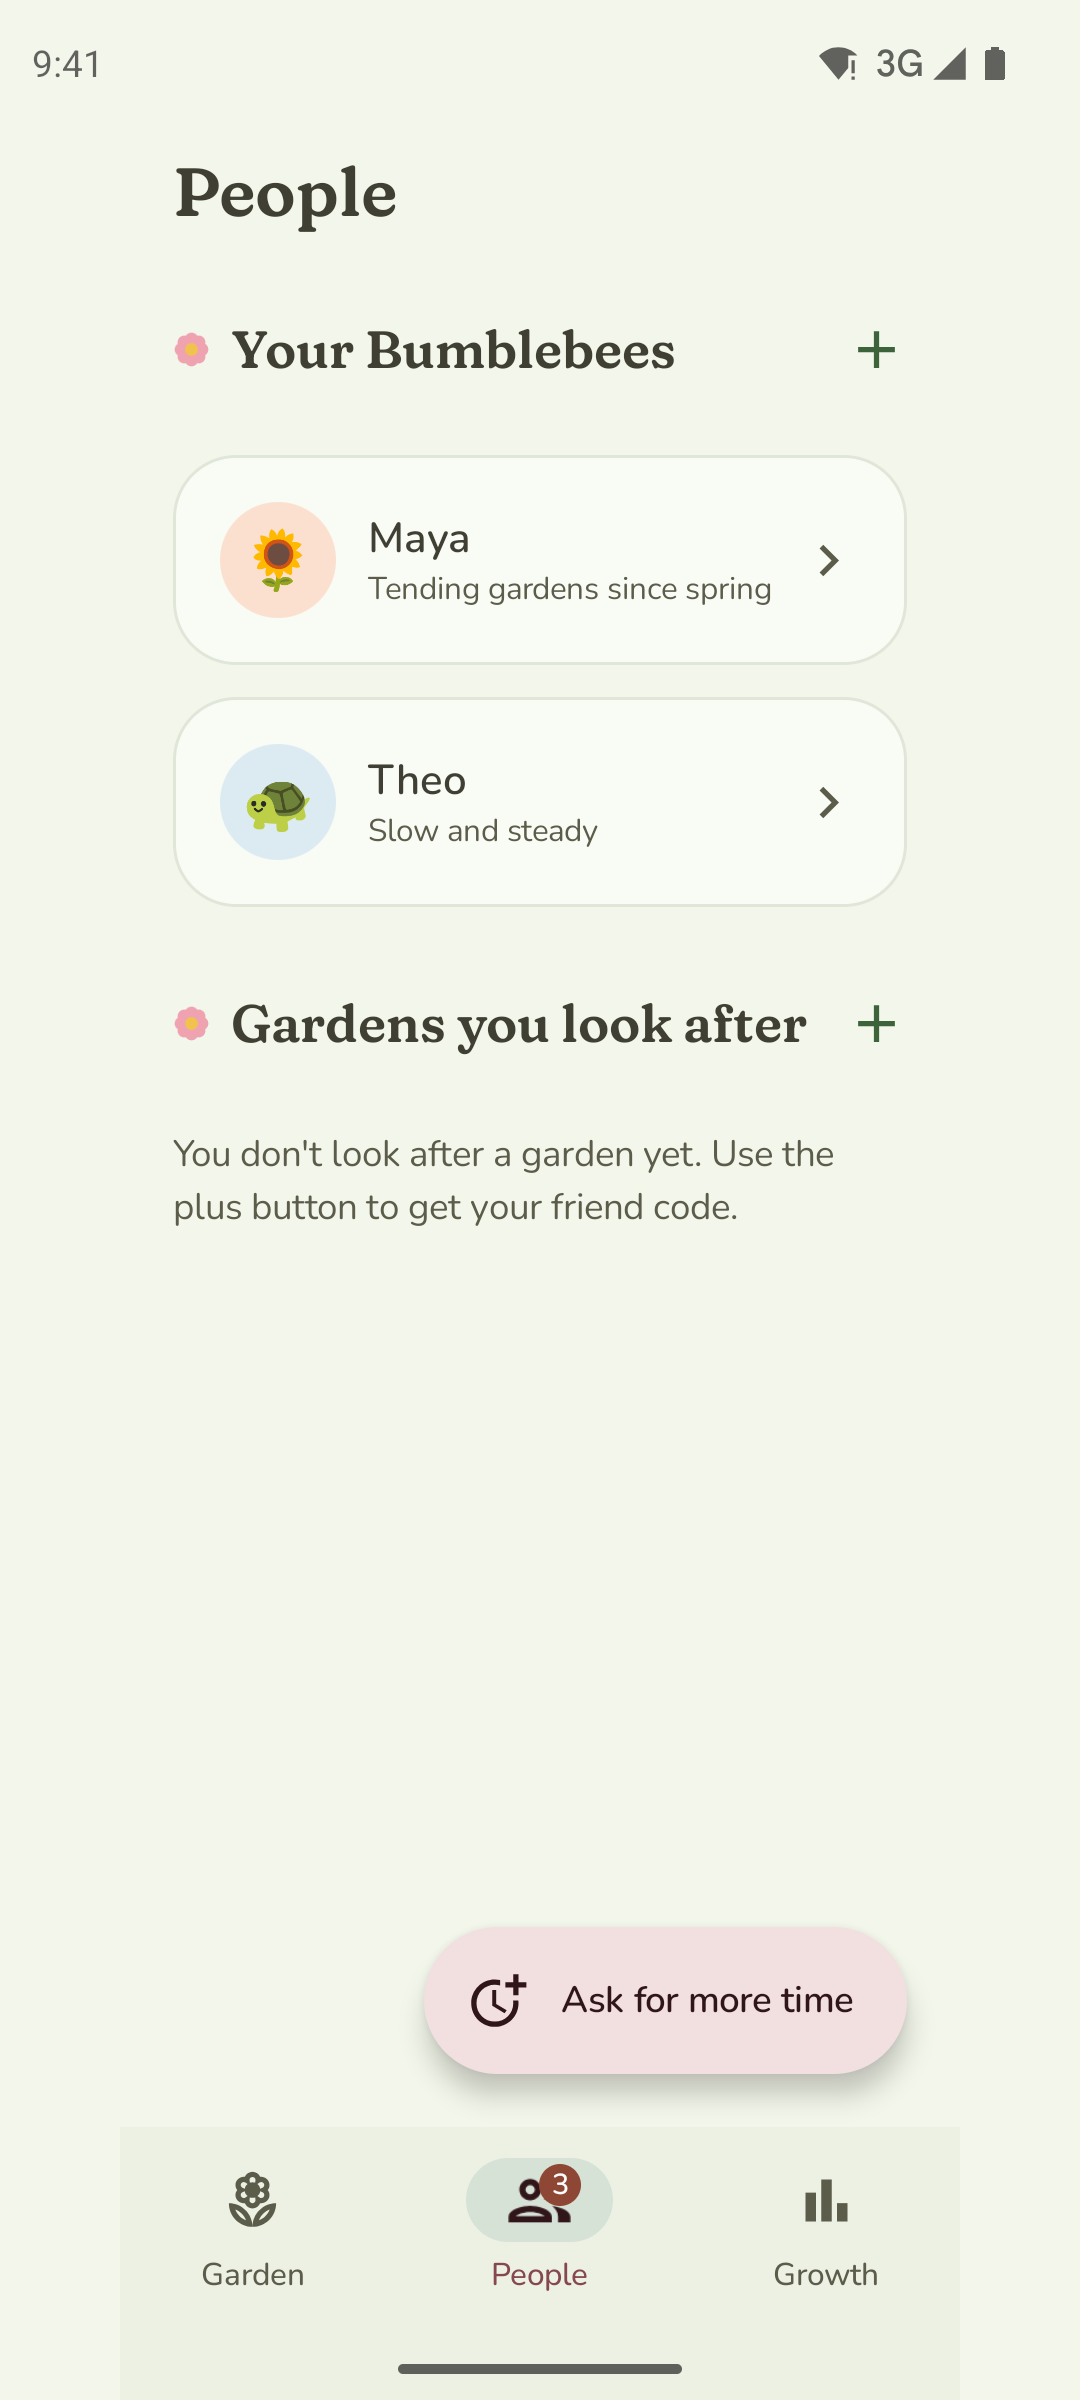 9:41
3G
People
Your Bumblebees
Maya
Tending gardens since spring
Theo
Slow and steady
Gardens you look after
You don't look after a garden yet. Use the
plus button to get your friend code.
Ask for more time
3
Garden
People
Growth